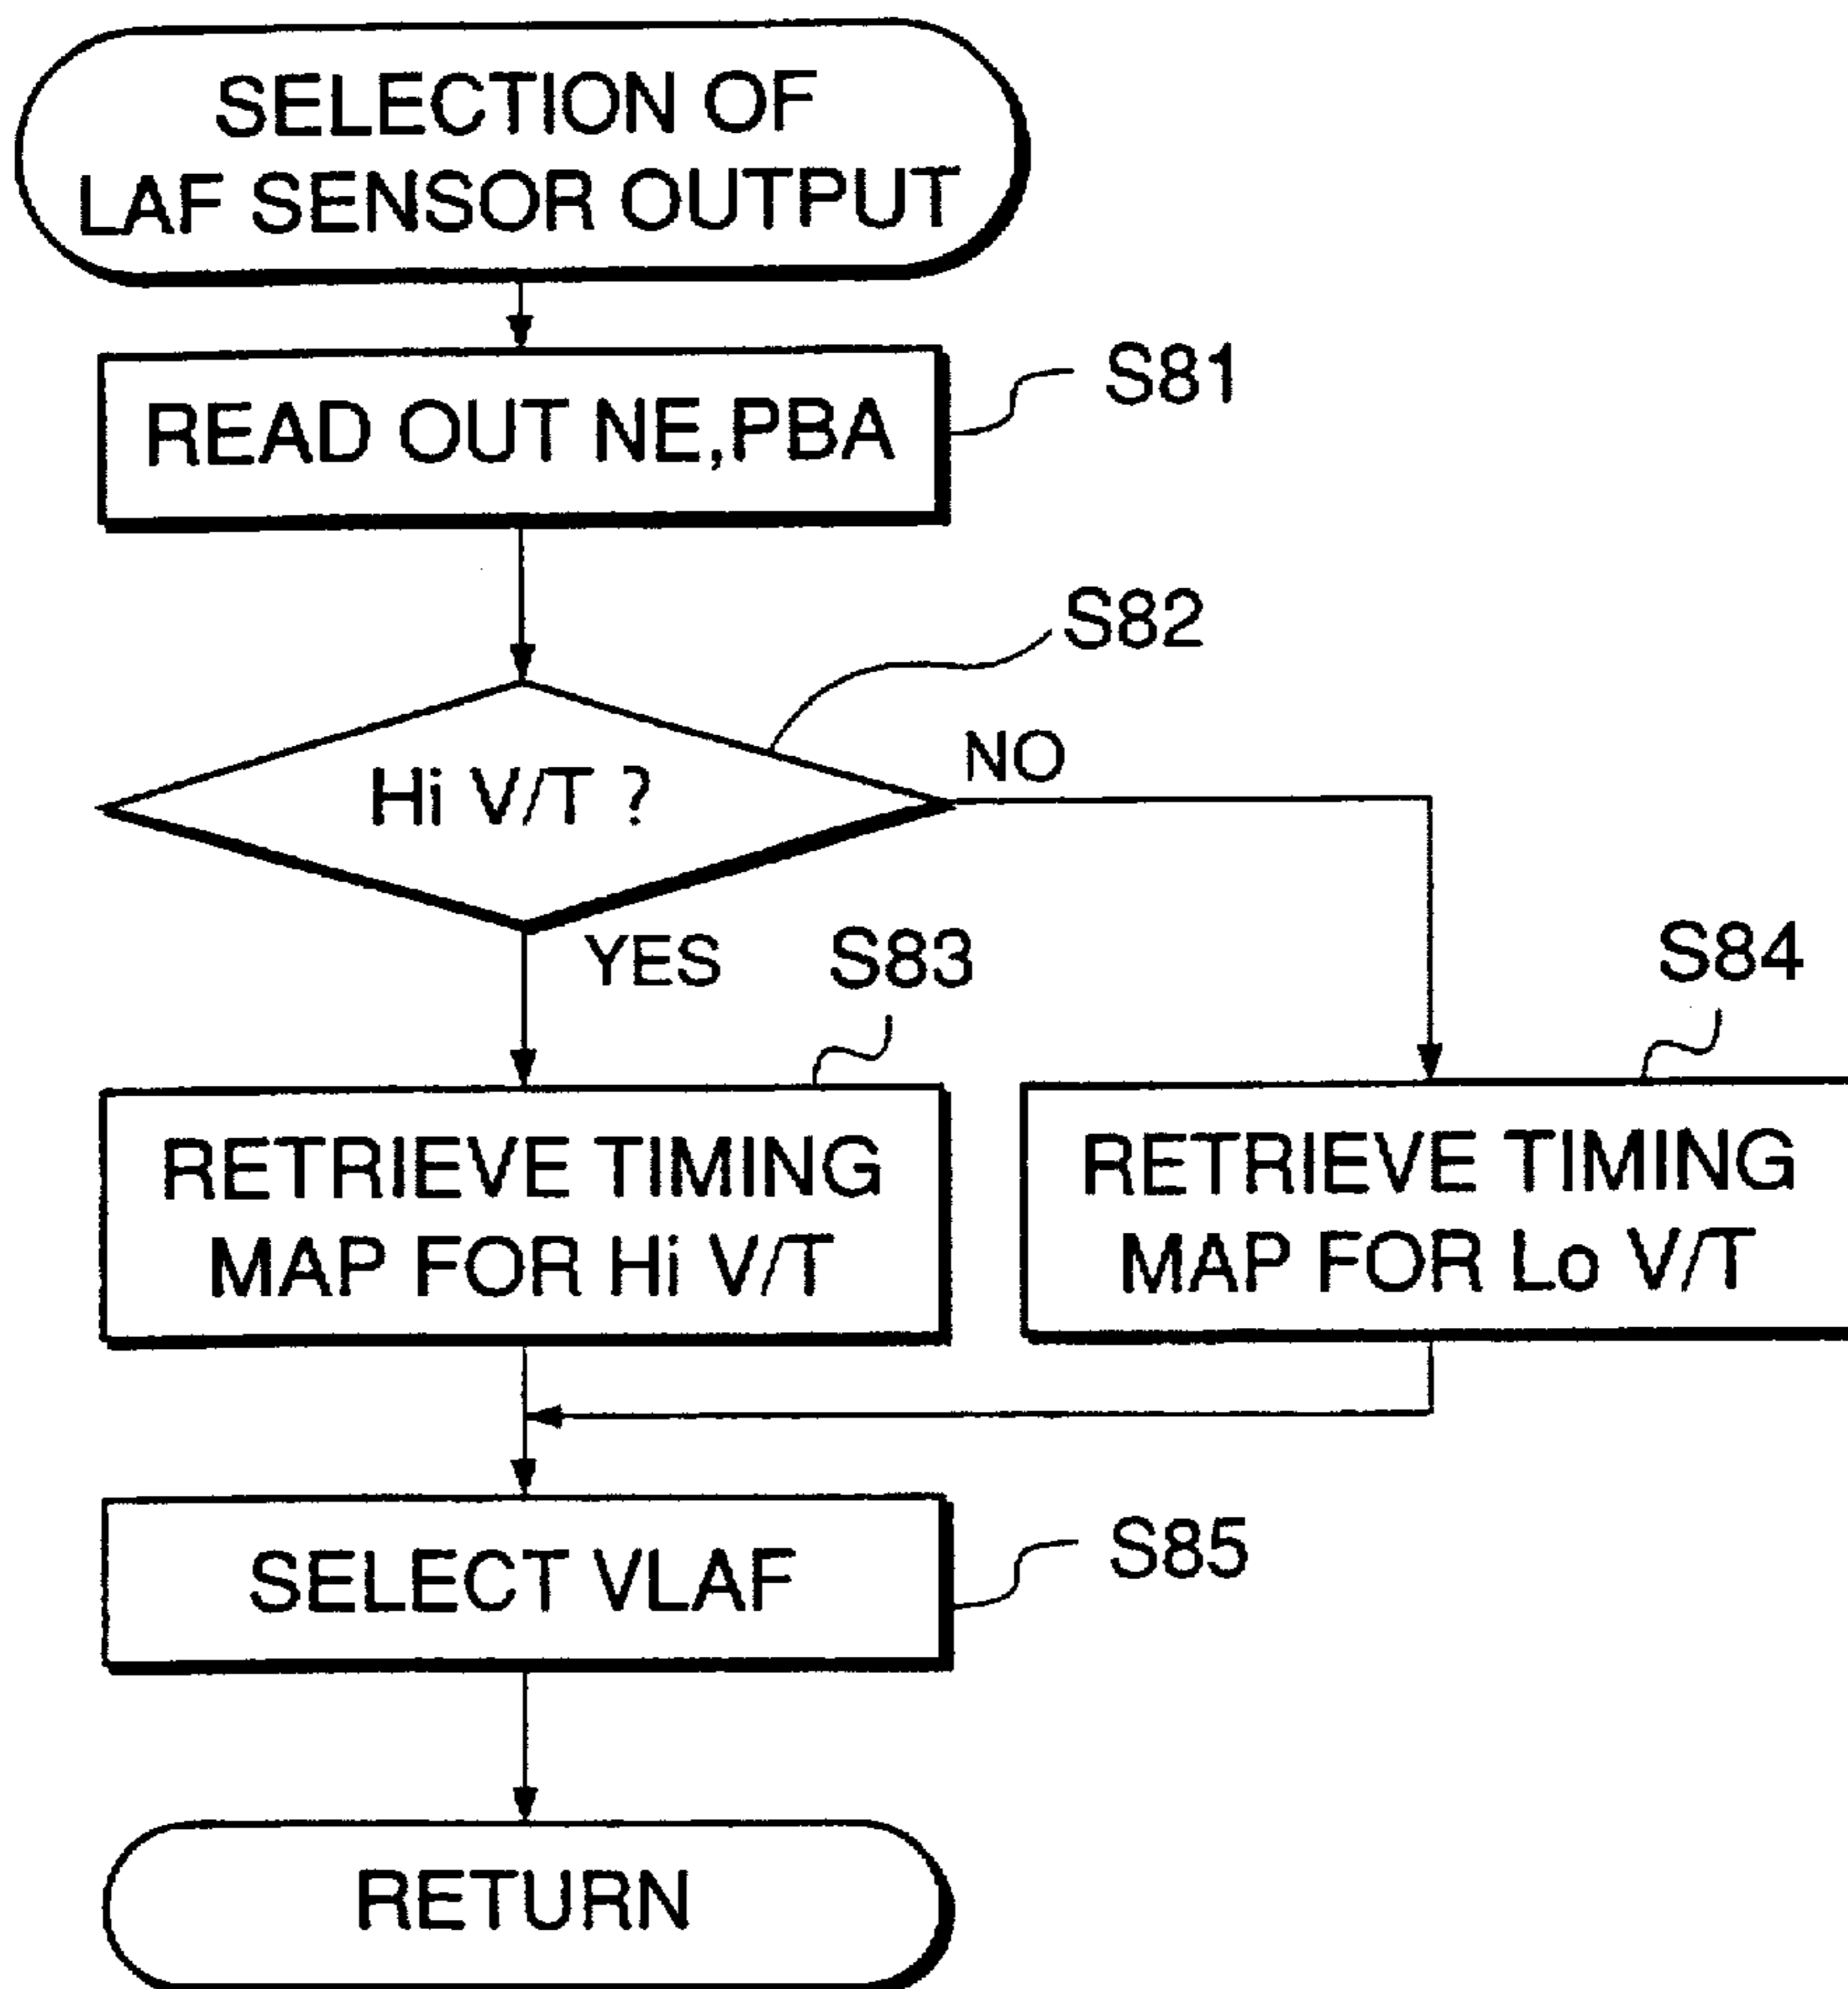 SELECTION OF
LAF SENSOR OUTPUT
READ OUT NE,PBA
S81
S82
Hi V/T ?
NO
YES
S83
S84
RETRIEVE TIMING
MAP FOR Hi V/T
RETRIEVE TIMING
MAP FOR Lo V/T
SELECT VLAF
S85
RETURN